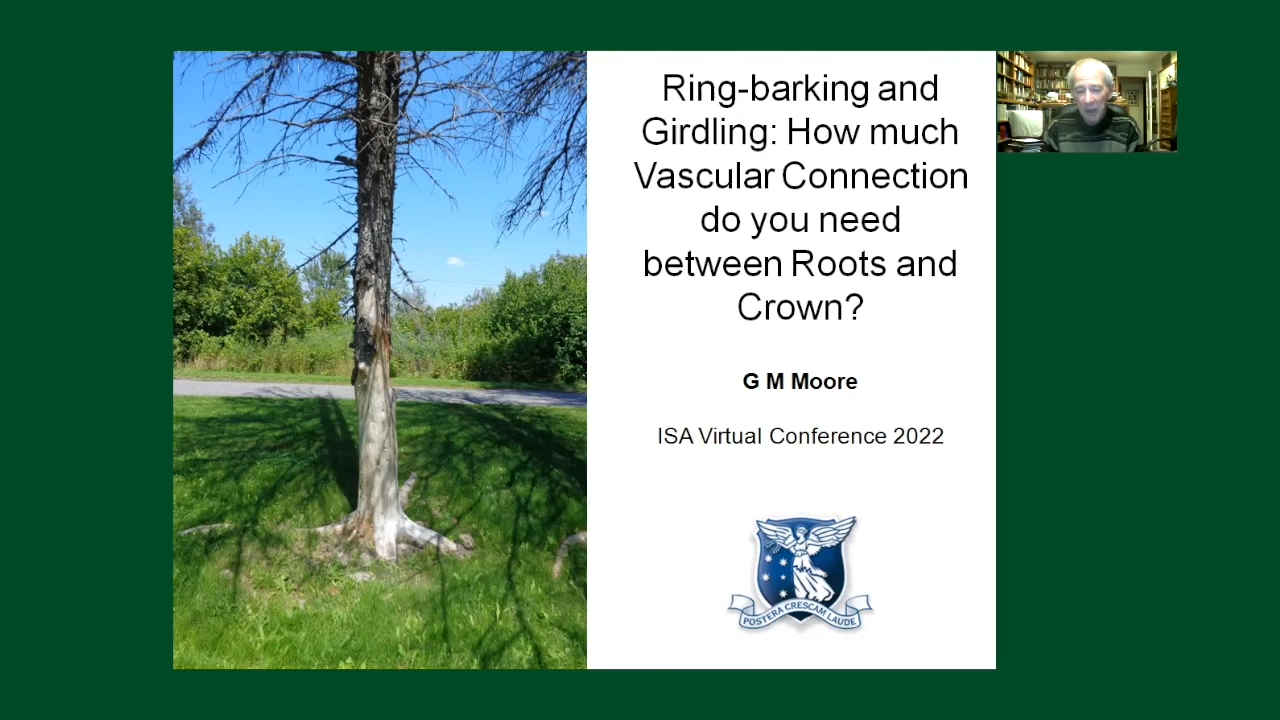 Ring-barking and
Girdling: How much
Vascular Connection
do you need
between Roots and
Crown?
G M Moore
ISA Virtual Conference 2022
POSTERA CRESCAM LAUDE